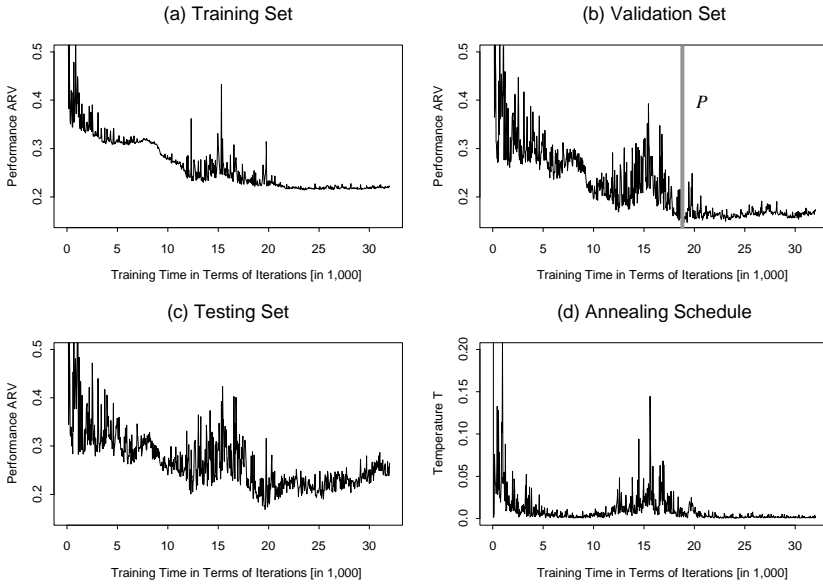 (a) Training Set
Performance ARV
0.5
0.4
0.3
0.2
0 5 10 15 20 25 30
Training Time in Terms of Iterations [in 1,000]
(b) Validation Set
Performance ARV
0.5
0.4
0.3
0.2
P
0 5 10 15 20 25 30
Training Time in Terms of Iterations [in 1,000]
(c) Testing Set
Performance ARV
0.5
0.4
0.3
0.2
0 5 10 15 20 25 30
Training Time in Terms of Iterations [in 1,000]
(d) Annealing Schedule
Temperature T
0.20
0.15
0.10
0.05
0.0
0 5 10 15 20 25 30
Training Time in Terms of Iterations [in 1,000]